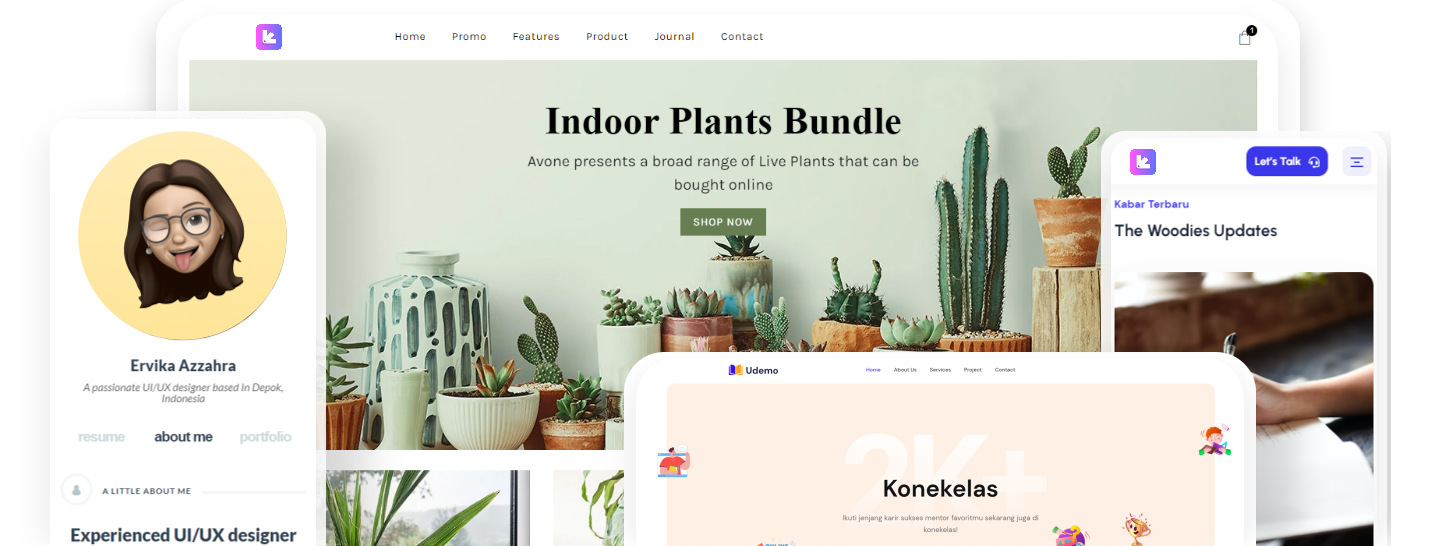 Home Promo Features Product Journal Contact
1
Indoor Plants Bundle
Avone presents a broad range of Live Plants that can be
bought online
SHOP NOW
Ervika Azzahra
A passionate UI/UX designer based In Depok,
Indonesia
resume about me portfolio
A LITTLE ABOUT ME
Experienced UI/UX designer
Let's Talk
Kabar Terbaru
The Woodies Updates
Udemo
Home About Us Services Project Contact
2K+
Konekelas
Ikuti jenjang karir sukses mentor favoritmu sekarang juga di
konekelas!
ONLINE